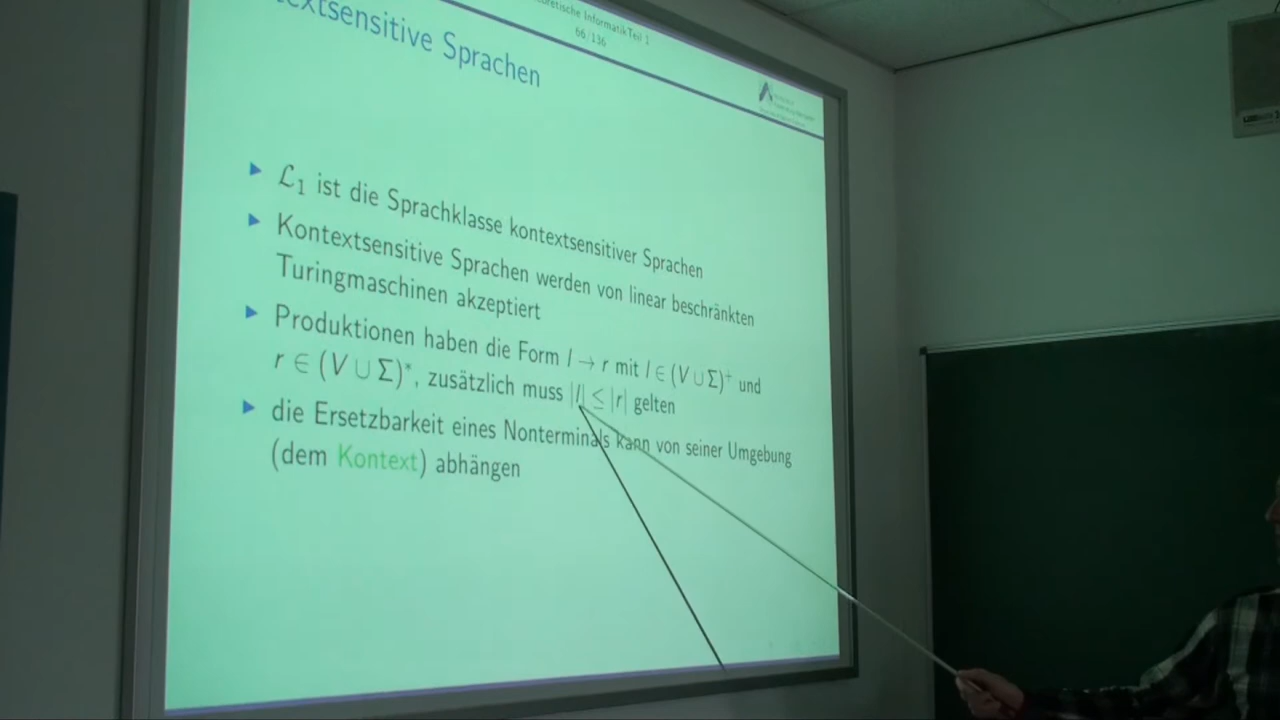 Informatik Teil 1
66/136
textsensitive Sprachen
ℒ₁ ist die Sprachklasse kontextsensitiver Sprachen
Kontextsensitive Sprachen werden von linear beschränkten
Turingmaschinen akzeptiert
Produktionen haben die Form l → r mit l ∈ (V ∪ Σ)⁺ und
r ∈ (V ∪ Σ)*, zusätzlich muss |l| ≤ |r| gelten
die Ersetzbarkeit eines Nonterminals kann von seiner Umgebung
(dem Kontext) abhängen